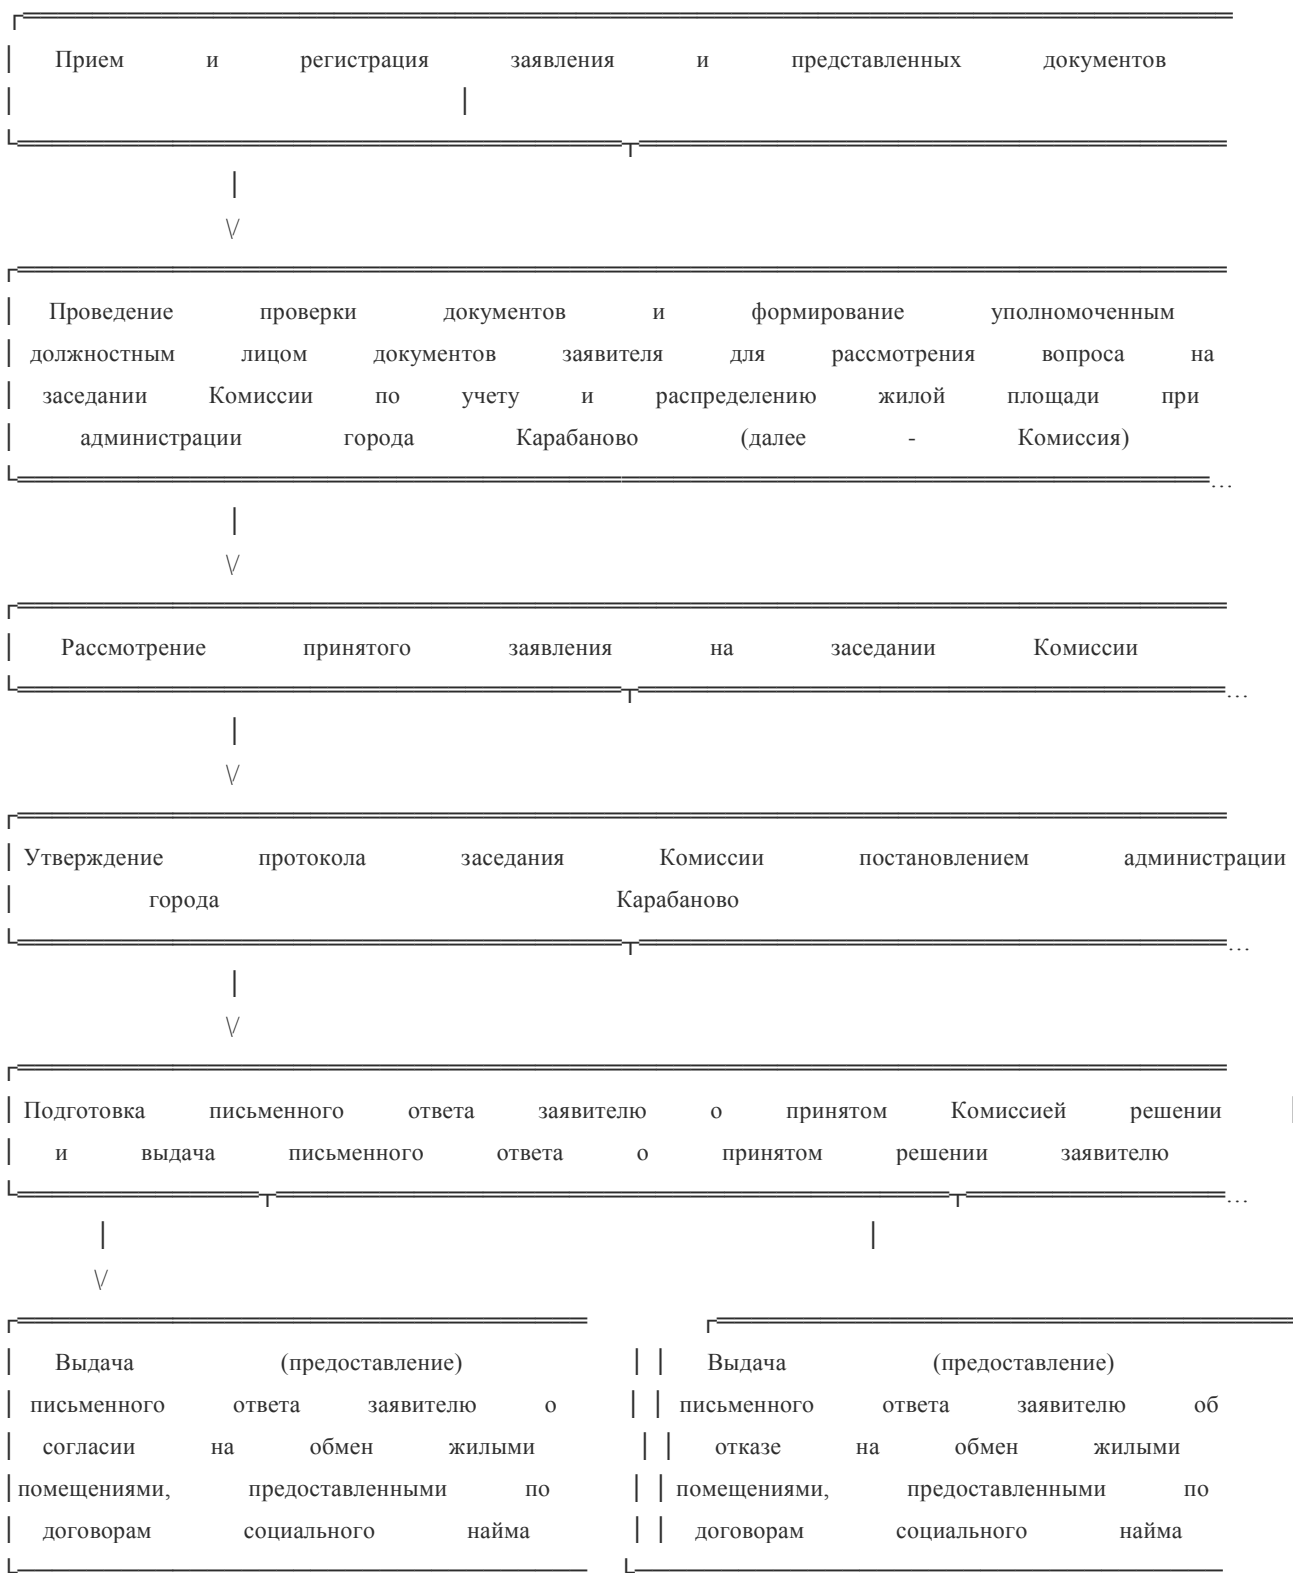 Прием и регистрация заявления и представленных документов
Проведение проверки документов и формирование уполномоченным
должностным лицом документов заявителя для рассмотрения вопроса на
заседании Комиссии по учету и распределению жилой площади при
администрации города Карабаново (далее - Комиссия)
Рассмотрение принятого заявления на заседании Комиссии
Утверждение протокола заседания Комиссии постановлением администрации
города Карабаново
Подготовка письменного ответа заявителю о принятом Комиссией решении
и выдача письменного ответа о принятом решении заявителю
Выдача (предоставление)
письменного ответа заявителю о
согласии на обмен жилыми
помещениями, предоставленными по
договорам социального найма
Выдача (предоставление)
письменного ответа заявителю об
отказе на обмен жилыми
помещениями, предоставленными по
договорам социального найма